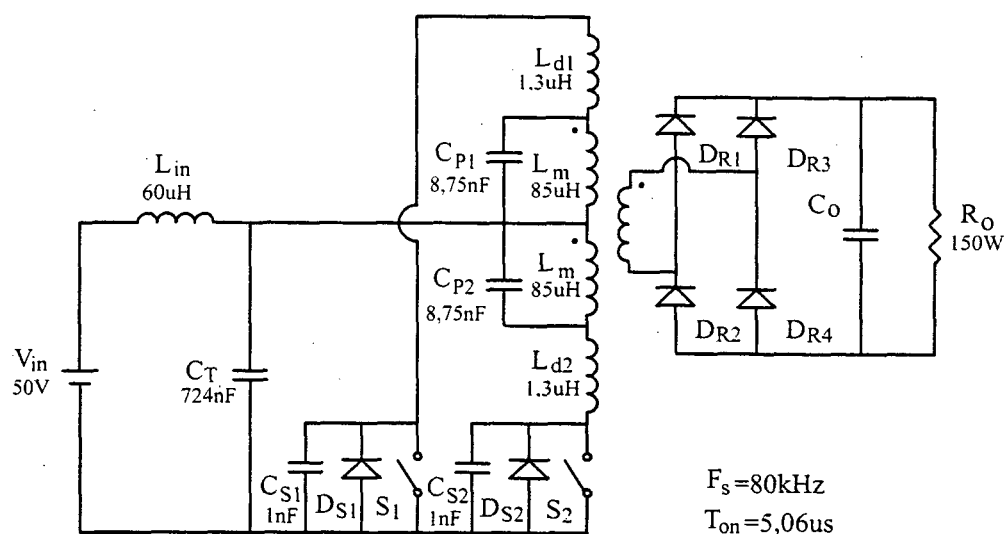 L_d1
1,3uH
C_P1
8,75nF
L_m
85uH
L_in
60uH
D_R1
D_R3
C_O
R_O
150W
C_P2
8,75nF
L_m
85uH
D_R2
D_R4
V_in
50V
C_T
724nF
L_d2
1,3uH
C_S1
1nF
D_S1
S_1
C_S2
1nF
D_S2
S_2
F_s=80kHz
T_on=5,06us